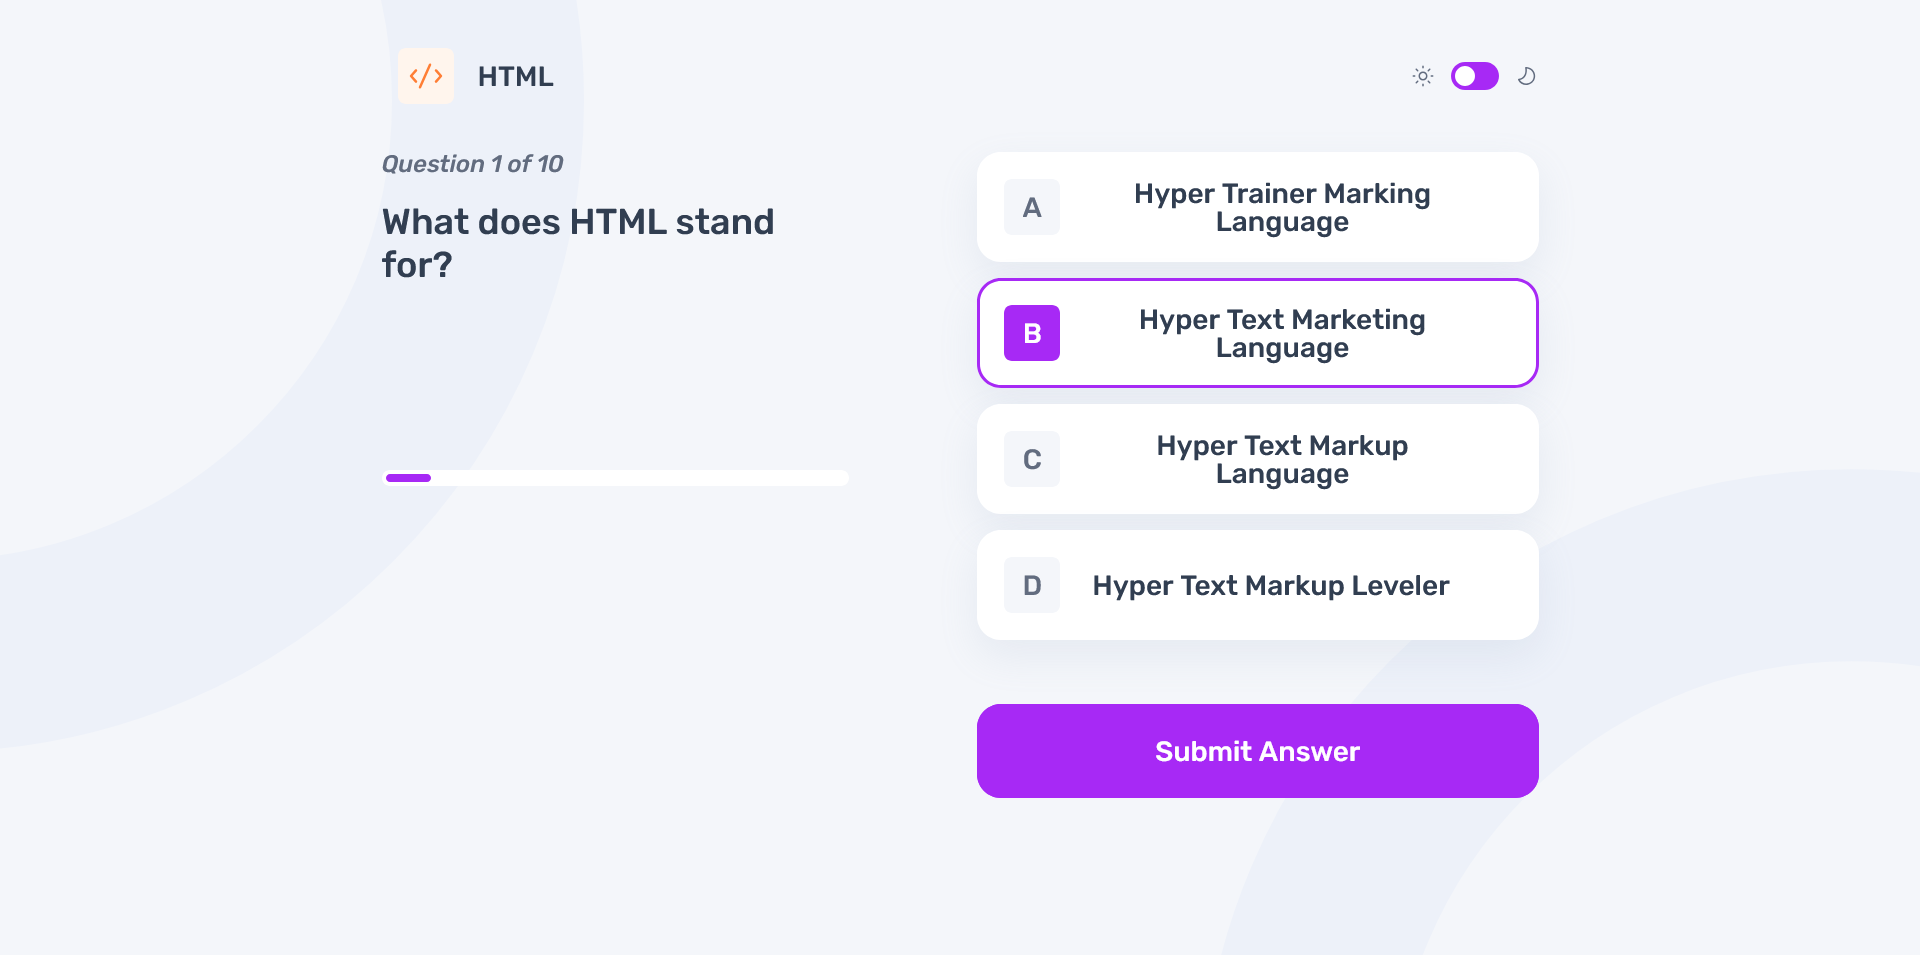 HTML
Question 1 of 10
What does HTML stand
for?
A
Hyper Trainer Marking
Language
B
Hyper Text Marketing
Language
C
Hyper Text Markup
Language
D
Hyper Text Markup Leveler
Submit Answer